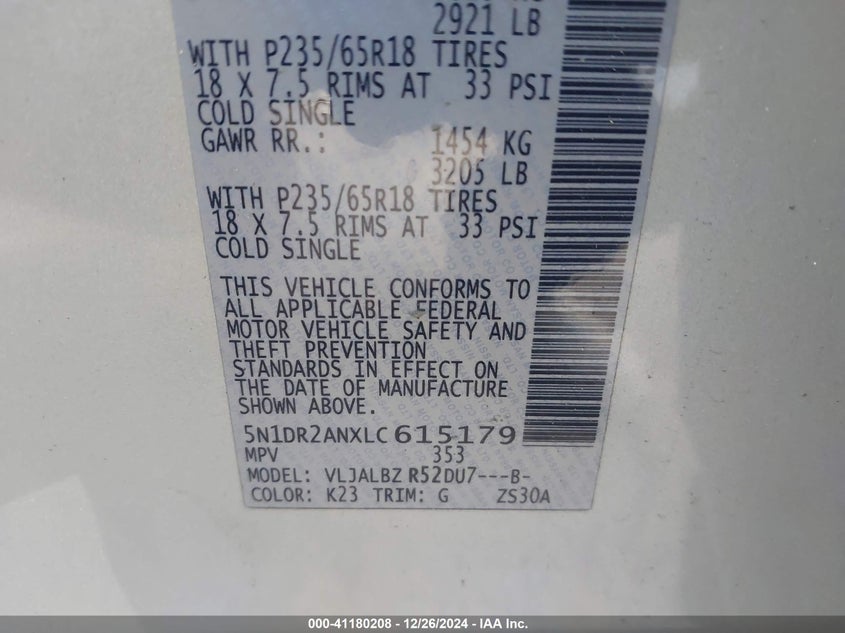 2921 LB
WITH P235/65R18 TIRES
18 X 7.5 RIMS AT 33 PSI
COLD SINGLE
GAWR RR.: 1454 KG
3205 LB
WITH P235/65R18 TIRES
18 X 7.5 RIMS AT 33 PSI
COLD SINGLE
THIS VEHICLE CONFORMS TO
ALL APPLICABLE FEDERAL
MOTOR VEHICLE SAFETY AND
THEFT PREVENTION
STANDARDS IN EFFECT ON
THE DATE OF MANUFACTURE
SHOWN ABOVE.
5N1DR2ANXLC615179
MPV 353
MODEL: VLJALBZ R52DU7---B-
COLOR: K23 TRIM: G ZS30A
000-41180208 - 12/26/2024 - IAA Inc.